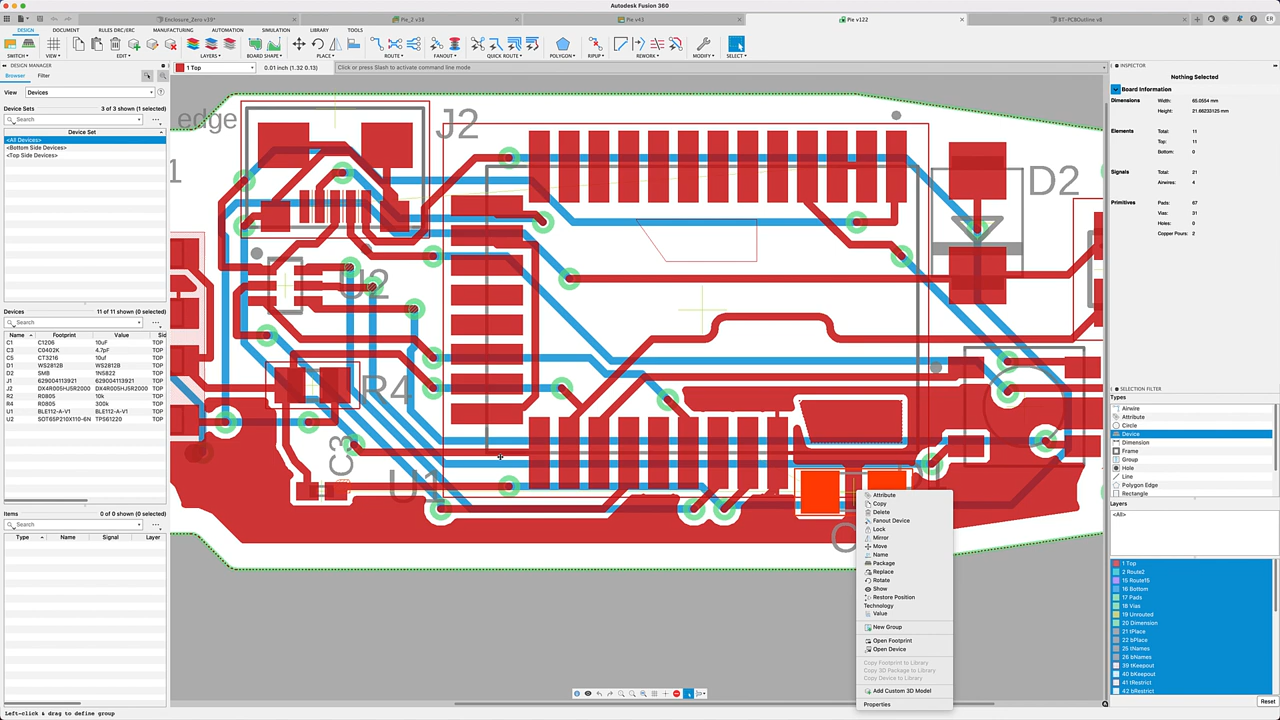 Autodesk Fusion 360
Enclosure_Zero v19*
Pie_2 v38
Pie v43
Pie v122
BT-PCBOutline v8
ER
DESIGN
DOCUMENT
RULES DRC/ERC
MANUFACTURING
AUTOMATION
SIMULATION
LIBRARY
TOOLS
SWITCH
VIEW
EDIT
LAYERS
BOARD SHAPE
PLACE
ROUTE
FANOUT
QUICK ROUTE
POLYGON
RIPUP
REWORK
MODIFY
SELECT
DESIGN MANAGER
1 Top
0.01 inch (1.32 0.13)
Click or press Slash to activate command line mode
Browser
Filter
View
Devices
Device Sets
3 of 3 shown (1 selected)
Search
Device Set
<All Devices>
<Bottom Side Devices>
<Top Side Devices>
Devices
11 of 11 shown (0 selected)
Search
Name Footprint Value Sid
C1 C1206 10uF TOP
C3 C0402K 4.7pF TOP
C5 CT3216 10uf TOP
D1 WS2812B WS2812B TOP
D2 SMB 1N5822 TOP
J1 629004113921 629004113921 TOP
J2 DX4R005HJ5R2000 DX4R005HJ5R2000 TOP
R2 R0805 10k TOP
R4 R0805 300k TOP
U1 BLE112-A-V1 BLE112-A-V1 TOP
U2 SOT65P210X110-6N TPS61220 TOP
Items
0 of 0 shown (0 selected)
Search
Type Name Signal Layer
Left-click & drag to define group
edge
J2
D2
1
U2
R4
C3
U1
C
Attribute
Copy
Delete
Fanout Device
Lock
Mirror
Move
Name
Package
Replace
Rotate
Show
Restore Position
Technology
Value
New Group
Open Footprint
Open Device
Copy Footprint to Library
Copy 3D Package to Library
Copy Device to Library
Add Custom 3D Model
Properties
INSPECTOR
Nothing Selected
Board Information
Dimensions
Width: 65.0554 mm
Height: 21.66233125 mm
Elements
Total: 11
Top: 11
Bottom: 0
Signals
Total: 21
Airwires: 4
Primitives
Pads: 67
Vias: 31
Holes: 0
Copper Pours: 2
SELECTION FILTER
Types
Airwire
Attribute
Circle
Device
Dimension
Frame
Group
Hole
Line
Polygon Edge
Rectangle
Layers
<All>
1 Top
2 Route2
15 Route15
16 Bottom
17 Pads
18 Vias
19 Unrouted
20 Dimension
21 tPlace
22 bPlace
25 tNames
26 bNames
39 tKeepout
40 bKeepout
41 tRestrict
42 bRestrict
Reset